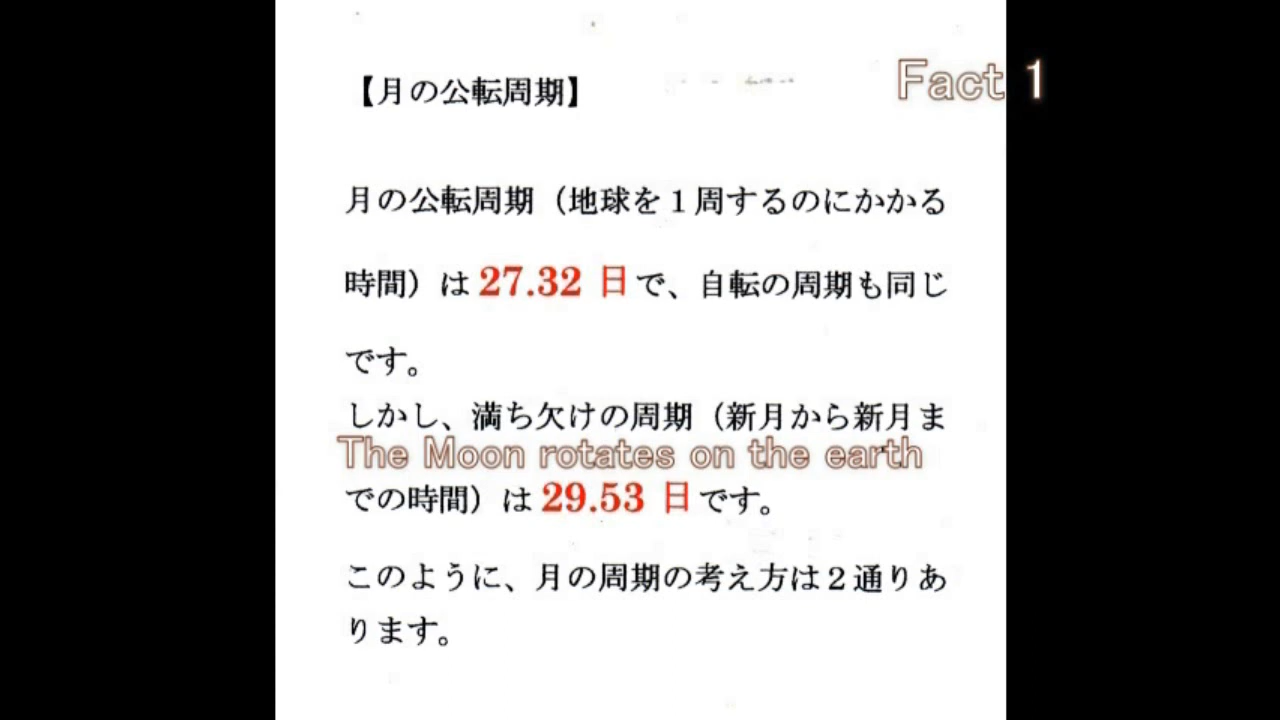 【月の公転周期】
Fact 1
月の公転周期（地球を１周するのにかかる
時間）は 27.32 日で、自転の周期も同じ
です。
しかし、満ち欠けの周期（新月から新月ま
The Moon rotates on the earth
での時間）は 29.53 日です。
このように、月の周期の考え方は２通りあ
ります。